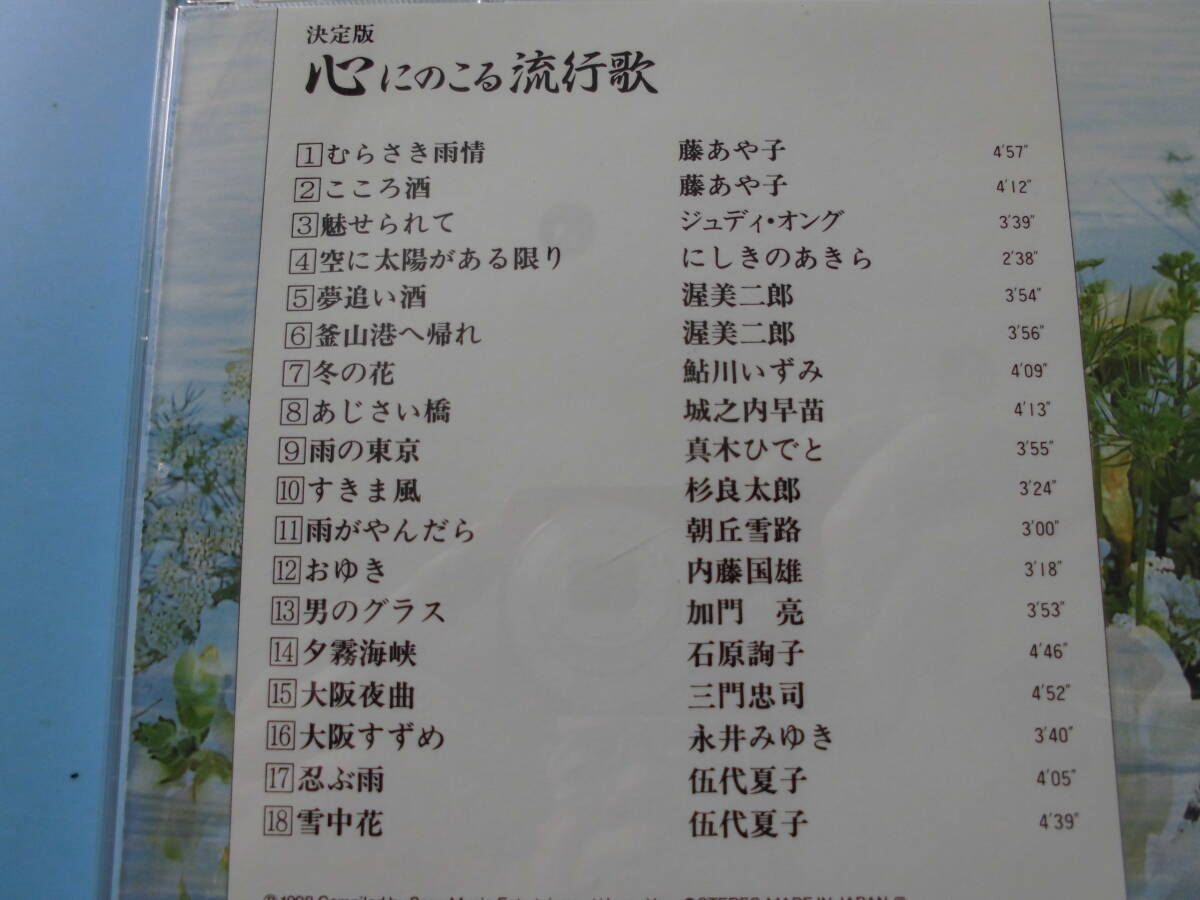 決定版
心にのこる流行歌
1 むらさき雨情 藤あや子 4'57"
2 こころ酒 藤あや子 4'12"
3 魅せられて ジュディ・オング 3'39"
4 空に太陽がある限り にしきのあきら 2'38"
5 夢追い酒 渥美二郎 3'54"
6 釜山港へ帰れ 渥美二郎 3'56"
7 冬の花 鮎川いずみ 4'09"
8 あじさい橋 城之内早苗 4'13"
9 雨の東京 真木ひでと 3'55"
10 すきま風 杉良太郎 3'24"
11 雨がやんだら 朝丘雪路 3'00"
12 おゆき 内藤国雄 3'18"
13 男のグラス 加門 亮 3'53"
14 夕霧海峡 石原詢子 4'46"
15 大阪夜曲 三門忠司 4'52"
16 大阪すずめ 永井みゆき 3'40"
17 忍ぶ雨 伍代夏子 4'05"
18 雪中花 伍代夏子 4'39"
STEREO MADE IN JAPAN